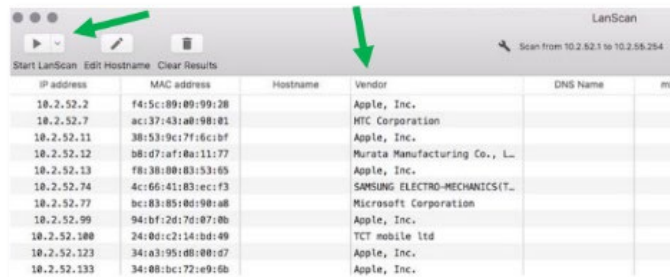 LanScan
Scan from 10.2.52.1 to 10.2.55.254
Start LanScan Edit Hostname Clear Results
IP address MAC address Hostname Vendor DNS Name m
10.2.52.2 f4:5c:89:09:99:28 Apple, Inc.
10.2.52.7 ac:37:43:a0:98:01 HTC Corporation
10.2.52.11 38:53:9c:7f:6c:bf Apple, Inc.
10.2.52.12 b8:d7:af:0a:11:77 Murata Manufacturing Co., L…
10.2.52.13 f8:38:80:83:53:65 Apple, Inc.
10.2.52.74 4c:66:41:83:ec:f3 SAMSUNG ELECTRO-MECHANICS(T…
10.2.52.77 bc:83:85:0d:90:a8 Microsoft Corporation
10.2.52.99 94:bf:2d:7d:07:0b Apple, Inc.
10.2.52.100 24:0d:c2:14:bd:49 TCT mobile ltd
10.2.52.123 34:a3:95:d8:00:d7 Apple, Inc.
10.2.52.133 34:08:bc:72:e9:6b Apple, Inc.